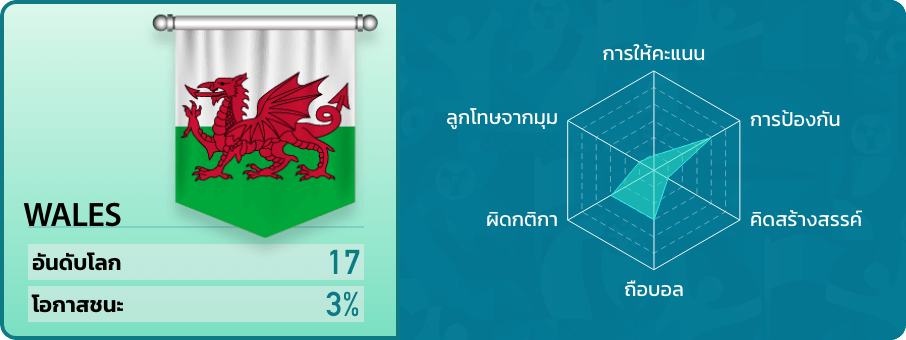 WALES
อันดับโลก 17
โอกาสชนะ 3%
การให้คะแนน
การป้องกัน
คิดสร้างสรรค์
ถือบอล
ผิดกติกา
ลูกโทษจากมุม